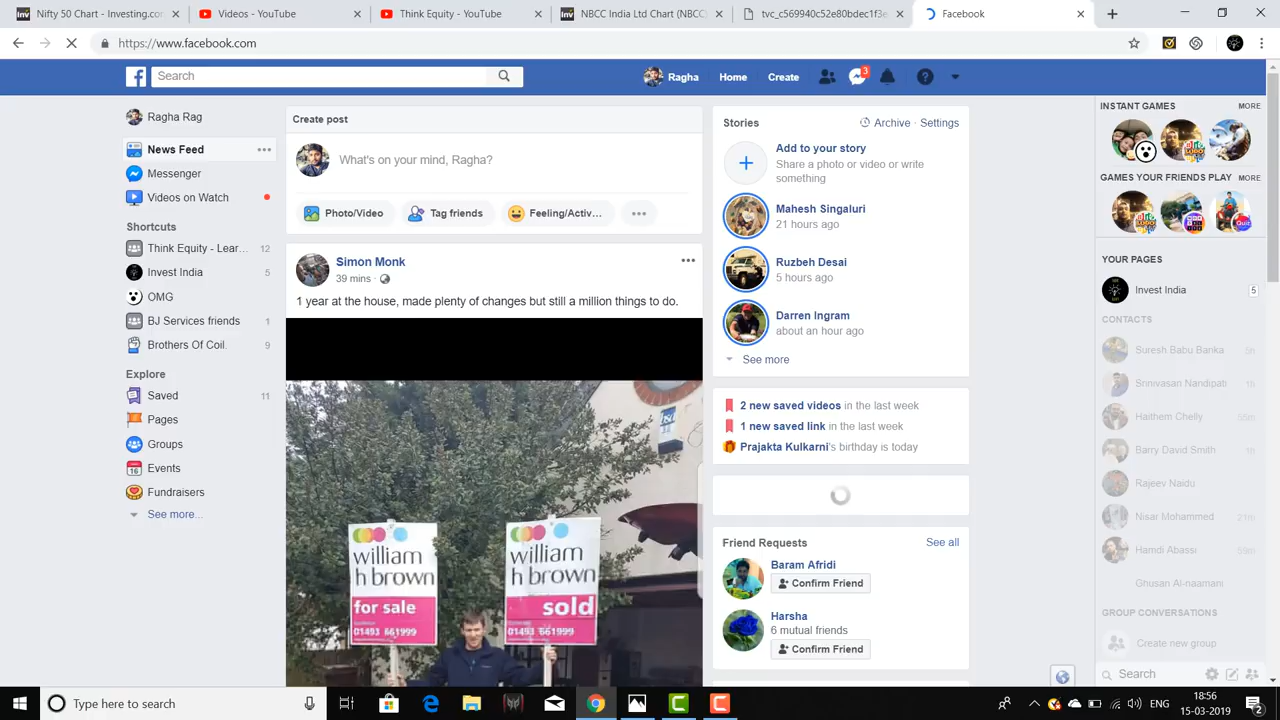 Nifty 50 Chart - Investing.co
Videos - YouTube
Think Equity - YouTube
NBCC India Ltd Chart (NBCC)
tvc_c569940c52e80bdec1f3e
Facebook
https://www.facebook.com
Search
Ragha
Home
Create
3
Ragha Rag
News Feed
Messenger
Videos on Watch
Shortcuts
Think Equity - Lear... 12
Invest India 5
OMG
BJ Services friends 1
Brothers Of Coil. 9
Explore
Saved 11
Pages
Groups
Events
Fundraisers
See more...
Create post
What's on your mind, Ragha?
Photo/Video
Tag friends
Feeling/Activ...
Simon Monk
39 mins ·
1 year at the house, made plenty of changes but still a million things to do.
william
h brown
for sale
01493 661999
william
h brown
sold
01493 661999
Stories
Archive · Settings
Add to your story
Share a photo or video or write
something
Mahesh Singaluri
21 hours ago
Ruzbeh Desai
5 hours ago
Darren Ingram
about an hour ago
See more
2 new saved videos in the last week
1 new saved link in the last week
Prajakta Kulkarni's birthday is today
Friend Requests
See all
Baram Afridi
Confirm Friend
Harsha
6 mutual friends
Confirm Friend
INSTANT GAMES MORE
GAMES YOUR FRIENDS PLAY MORE
YOUR PAGES
Invest India 5
CONTACTS
Suresh Babu Banka 5h
Srinivasan Nandipati 1h
Haithem Chelly 55m
Barry David Smith 1h
Rajeev Naidu
Nisar Mohammed 21m
Hamdi Abassi 59m
Ghusan Al-naamani
GROUP CONVERSATIONS
Create new group
Search
Type here to search
ENG
18:56
15-03-2019
2